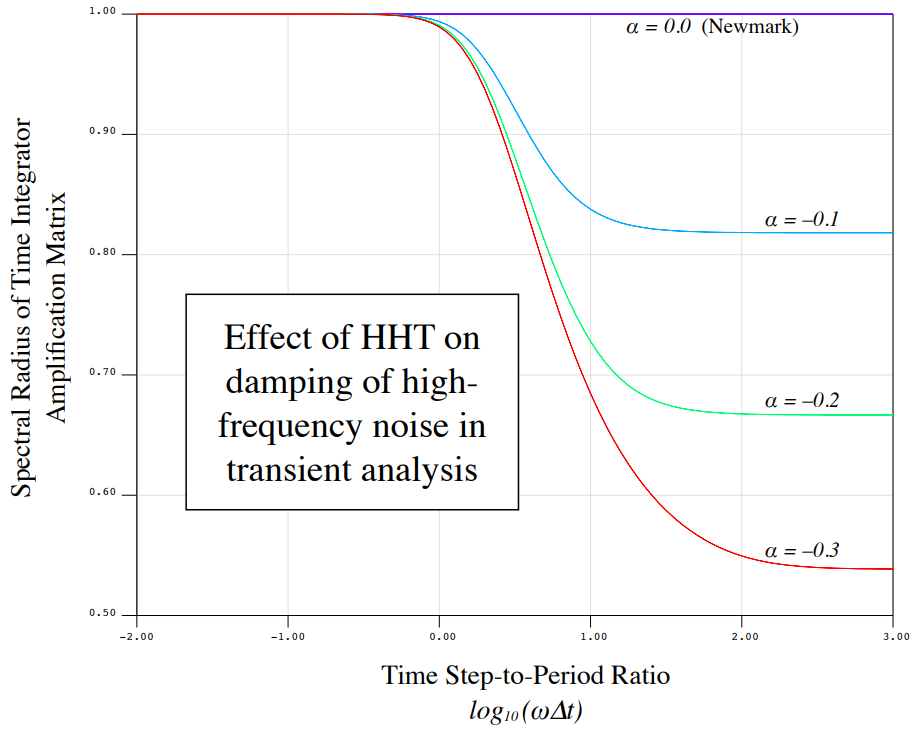 Spectral Radius of Time Integrator
Amplification Matrix
1.00
0.90
0.80
0.70
0.60
0.50
α = 0.0 (Newmark)
α = –0.1
α = –0.2
α = –0.3
Effect of HHT on
damping of high-
frequency noise in
transient analysis
-2.00 -1.00 0.00 1.00 2.00 3.00
Time Step-to-Period Ratio
log₁₀(ωΔt)